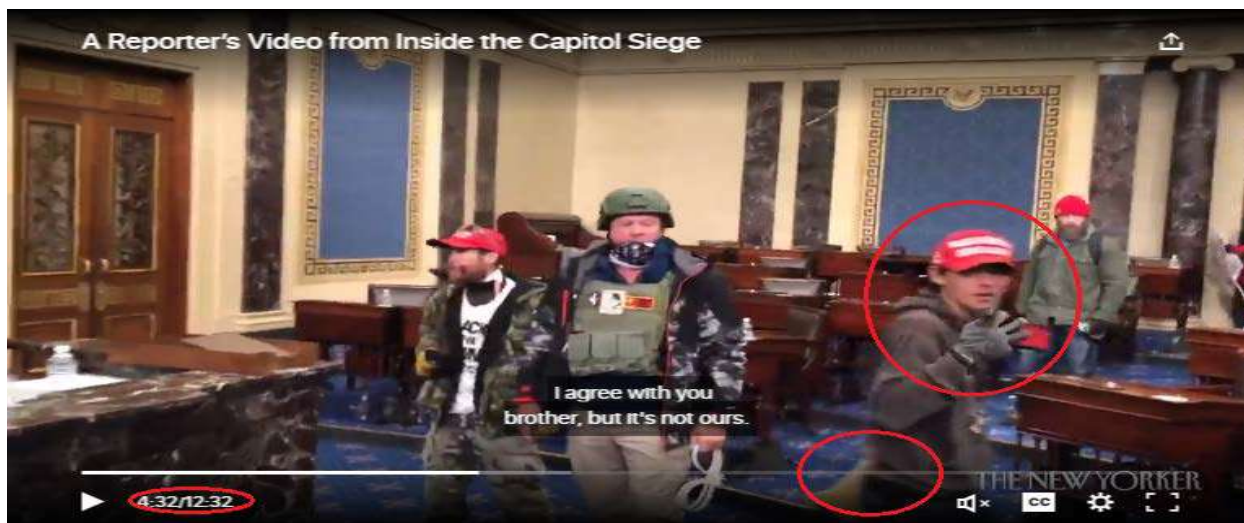 A Reporter's Video from Inside the Capitol Siege
I agree with you
brother, but it's not ours.
THE NEW YORKER
4:32/12:32
CC